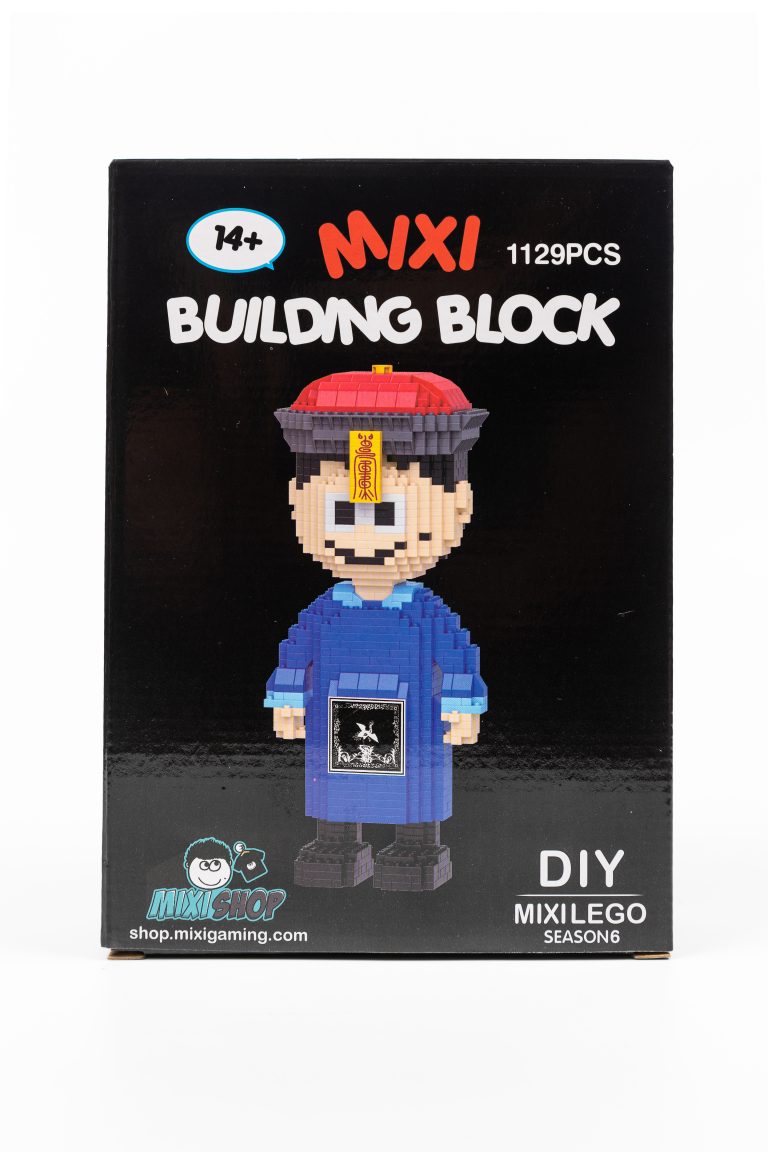 14+
MIXI
1129PCS
BUILDING BLOCK
MIXISHOP
shop.mixigaming.com
DIY
MIXILEGO
SEASON6